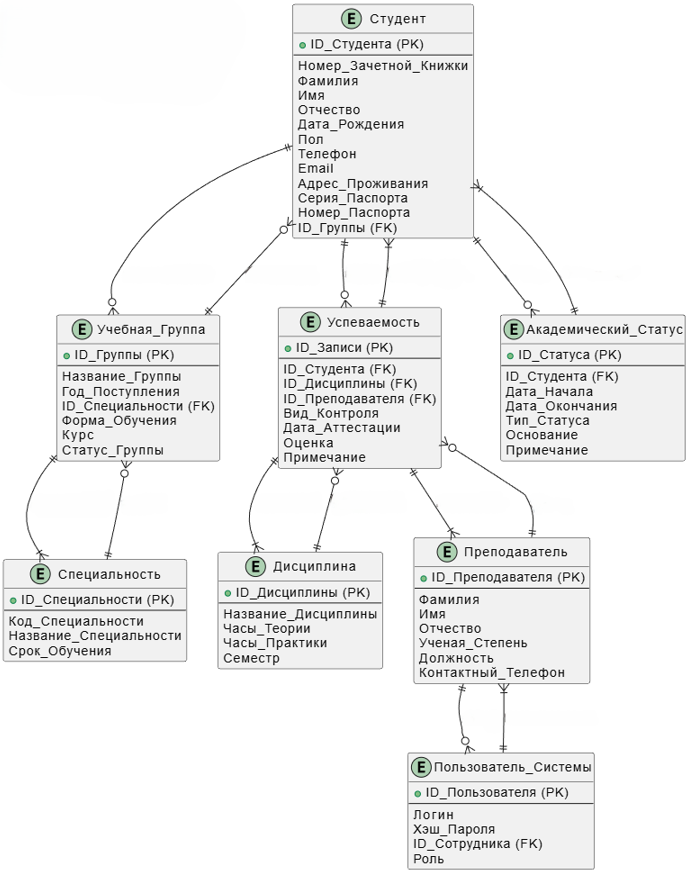 E Студент
ID_Студента (PK)
Номер_Зачетной_Книжки
Фамилия
Имя
Отчество
Дата_Рождения
Пол
Телефон
Email
Адрес_Проживания
Серия_Паспорта
Номер_Паспорта
ID_Группы (FK)
E Учебная_Группа
ID_Группы (PK)
Название_Группы
Год_Поступления
ID_Специальности (FK)
Форма_Обучения
Курс
Статус_Группы
E Успеваемость
ID_Записи (PK)
ID_Студента (FK)
ID_Дисциплины (FK)
ID_Преподавателя (FK)
Вид_Контроля
Дата_Аттестации
Оценка
Примечание
E Академический_Статус
ID_Статуса (PK)
ID_Студента (FK)
Дата_Начала
Дата_Окончания
Тип_Статуса
Основание
Примечание
E Специальность
ID_Специальности (PK)
Код_Специальности
Название_Специальности
Срок_Обучения
E Дисциплина
ID_Дисциплины (PK)
Название_Дисциплины
Часы_Теории
Часы_Практики
Семестр
E Преподаватель
ID_Преподавателя (PK)
Фамилия
Имя
Отчество
Ученая_Степень
Должность
Контактный_Телефон
E Пользователь_Системы
ID_Пользователя (PK)
Логин
Хэш_Пароля
ID_Сотрудника (FK)
Роль